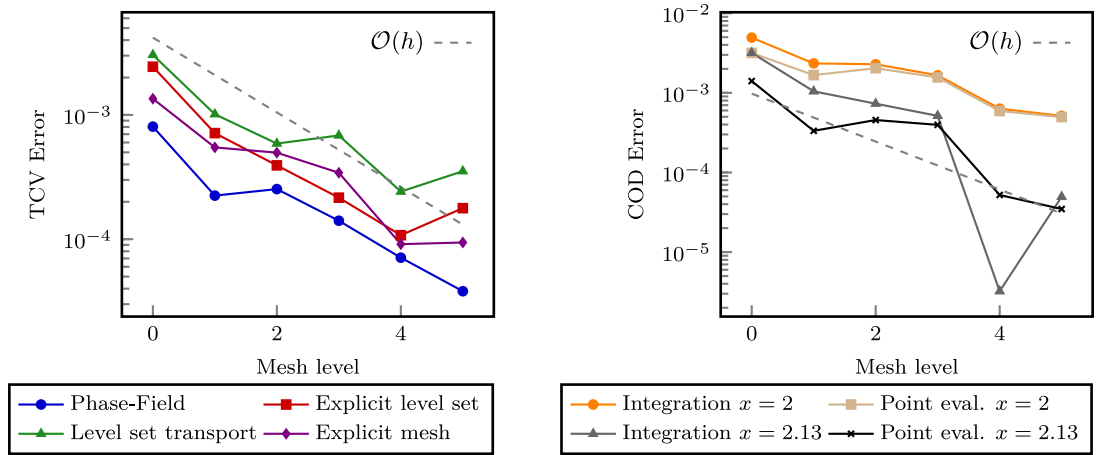 TCV Error
10^{-3}
10^{-4}
0
2
4
Mesh level
𝒪(h)
Phase-Field
Explicit level set
Level set transport
Explicit mesh
COD Error
10^{-2}
10^{-3}
10^{-4}
10^{-5}
0
2
4
Mesh level
𝒪(h)
Integration x = 2
Point eval. x = 2
Integration x = 2.13
Point eval. x = 2.13